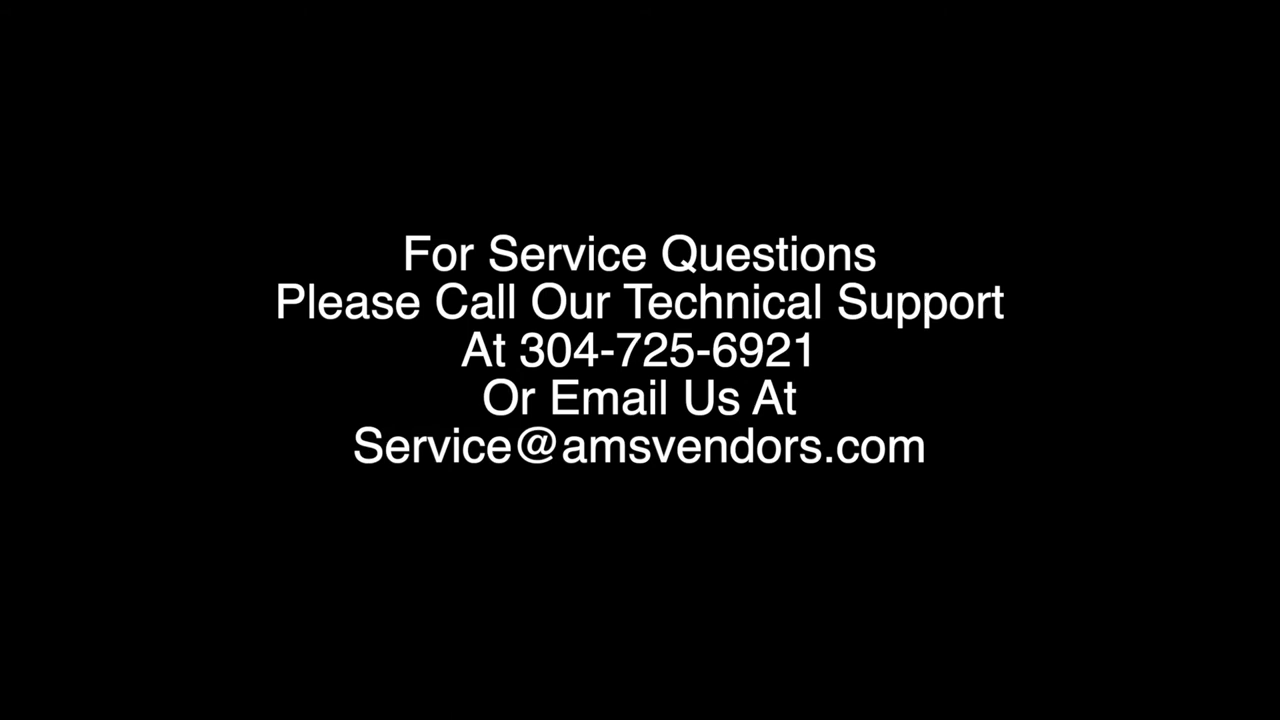 For Service Questions
Please Call Our Technical Support
At 304-725-6921
Or Email Us At
Service@amsvendors.com